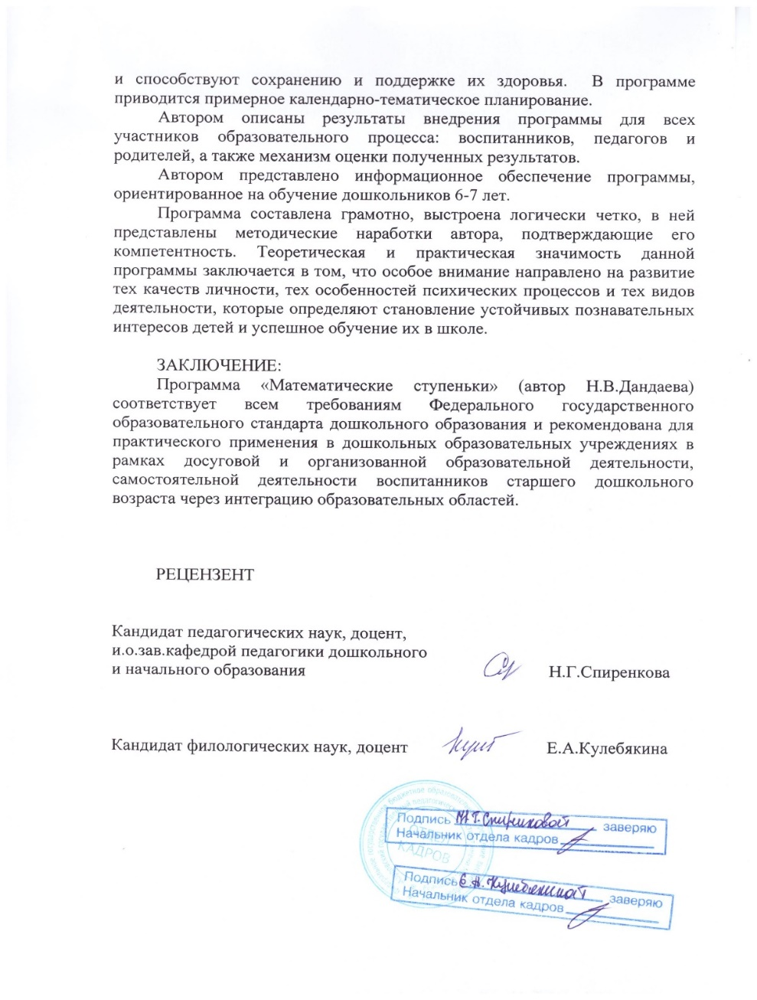 и способствуют сохранению и поддержке их здоровья. В программе
приводится примерное календарно-тематическое планирование.
Автором описаны результаты внедрения программы для всех
участников образовательного процесса: воспитанников, педагогов и
родителей, а также механизм оценки полученных результатов.
Автором представлено информационное обеспечение программы,
ориентированное на обучение дошкольников 6-7 лет.
Программа составлена грамотно, выстроена логически четко, в ней
представлены методические наработки автора, подтверждающие его
компетентность. Теоретическая и практическая значимость данной
программы заключается в том, что особое внимание направлено на развитие
тех качеств личности, тех особенностей психических процессов и тех видов
деятельности, которые определяют становление устойчивых познавательных
интересов детей и успешное обучение их в школе.
ЗАКЛЮЧЕНИЕ:
Программа «Математические ступеньки» (автор Н.В.Дандаева)
соответствует всем требованиям Федерального государственного
образовательного стандарта дошкольного образования и рекомендована для
практического применения в дошкольных образовательных учреждениях в
рамках досуговой и организованной образовательной деятельности,
самостоятельной деятельности воспитанников старшего дошкольного
возраста через интеграцию образовательных областей.
РЕЦЕНЗЕНТ
Кандидат педагогических наук, доцент,
и.о.зав.кафедрой педагогики дошкольного
и начального образования Н.Г.Спиренкова
Кандидат филологических наук, доцент Е.А.Кулебякина
Подпись заверяю
Начальник отдела кадров
ОТДЕЛ
КАДРОВ
Подпись Е.А. Кулебякиной заверяю
Начальник отдела кадров